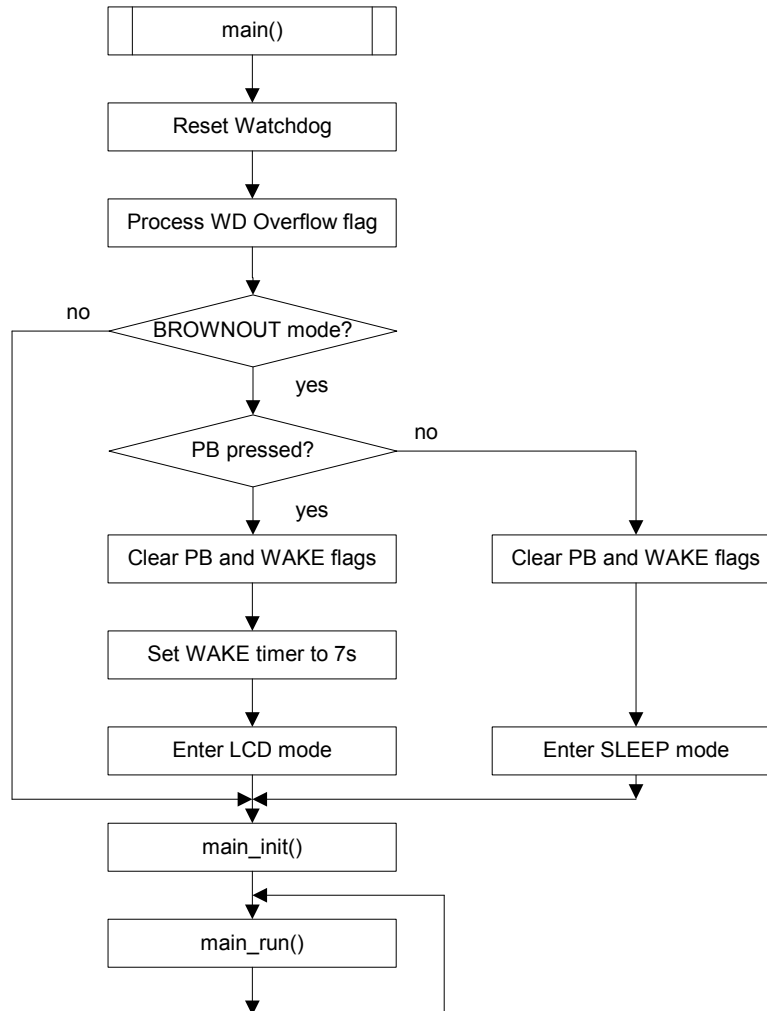 main()
Reset Watchdog
Process WD Overflow flag
no
BROWNOUT mode?
yes
PB pressed?
no
yes
Clear PB and WAKE flags
Clear PB and WAKE flags
Set WAKE timer to 7s
Enter LCD mode
Enter SLEEP mode
main_init()
main_run()